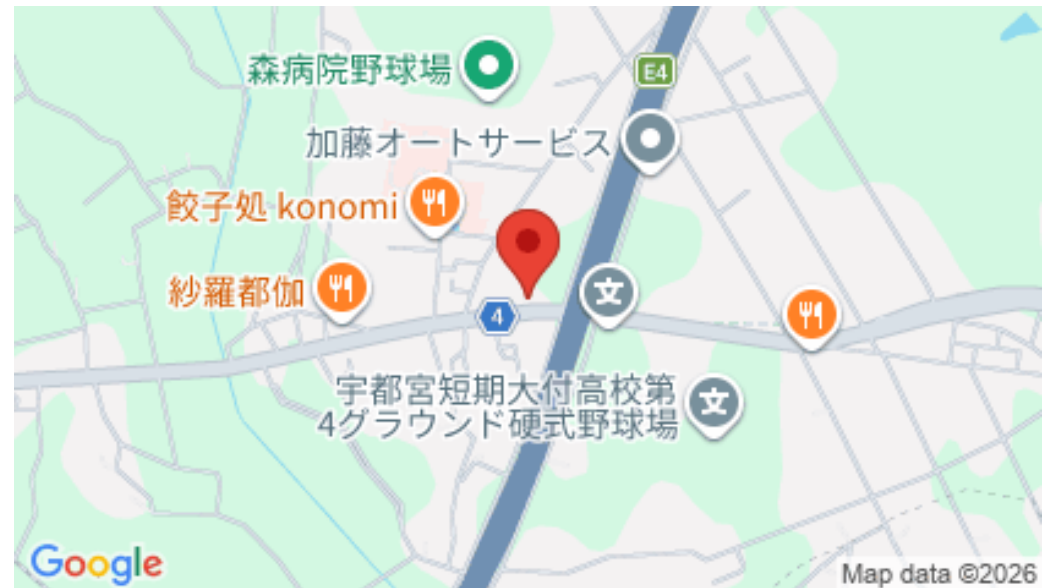 森病院野球場
E4
加藤オートサービス
餃子処 konomi
紗羅都伽
4
文
宇都宮短期大付高校第
4グラウンド硬式野球場
文
Google
Map data ©2026